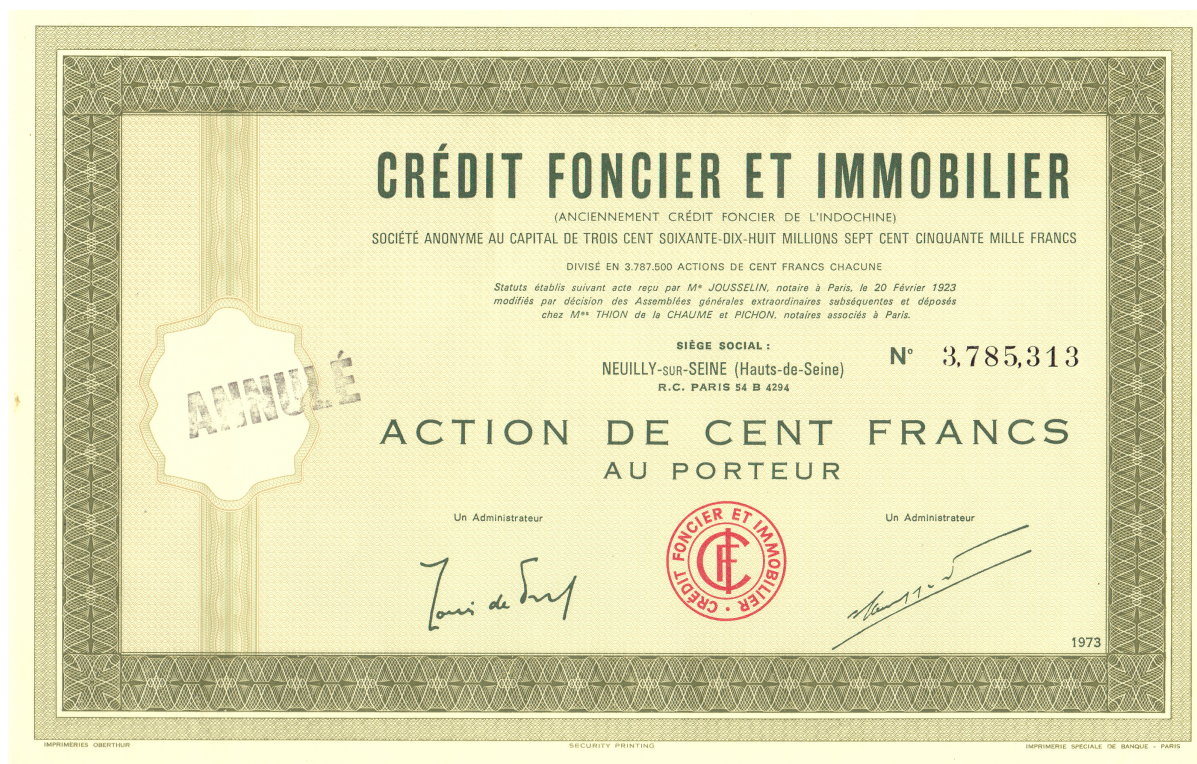 CRÉDIT FONCIER ET IMMOBILIER
(ANCIENNEMENT CRÉDIT FONCIER DE L'INDOCHINE)
SOCIÉTÉ ANONYME AU CAPITAL DE TROIS CENT SOIXANTE-DIX-HUIT MILLIONS SEPT CENT CINQUANTE MILLE FRANCS
DIVISÉ EN 3.787.500 ACTIONS DE CENT FRANCS CHACUNE
Statuts établis suivant acte reçu par Me JOUSSELIN, notaire à Paris, le 20 Février 1923
modifiés par décision des Assemblées générales extraordinaires subséquentes et déposés
chez Mes THION de la CHAUME et PICHON, notaires associés à Paris.
SIÈGE SOCIAL :
NEUILLY-SUR-SEINE (Hauts-de-Seine)
R.C. PARIS 54 B 4294
N° 3,785,313
ANNULÉ
ACTION DE CENT FRANCS
AU PORTEUR
Un Administrateur
Un Administrateur
CRÉDIT FONCIER ET IMMOBILIER
1973
IMPRIMERIES OBERTHUR
SECURITY PRINTING
IMPRIMERIE SPÉCIALE DE BANQUE - PARIS